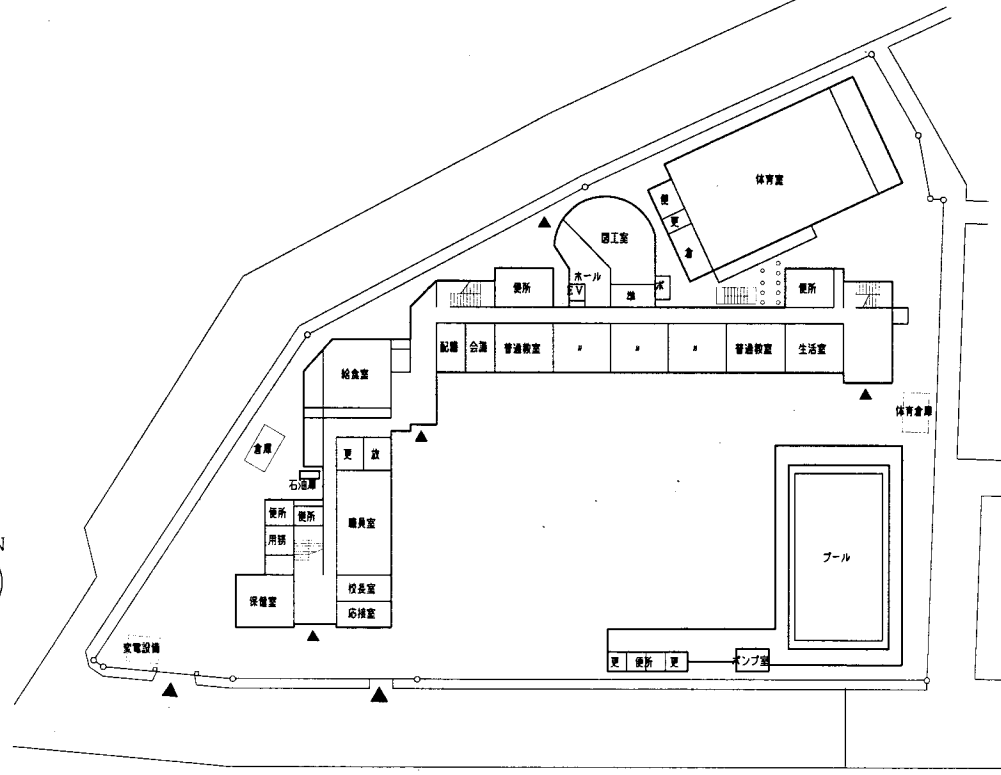 体育室
便
更
倉
図工室
ホール
EV
準
ボ
便所
便所
配膳
会議
普通教室
〃
〃
〃
普通教室
生活室
給食室
体育倉庫
倉庫
更
放
石油庫
便所
便所
職員室
用務
プール
N
校長室
保健室
応接室
変電設備
更
便所
更
ポンプ室